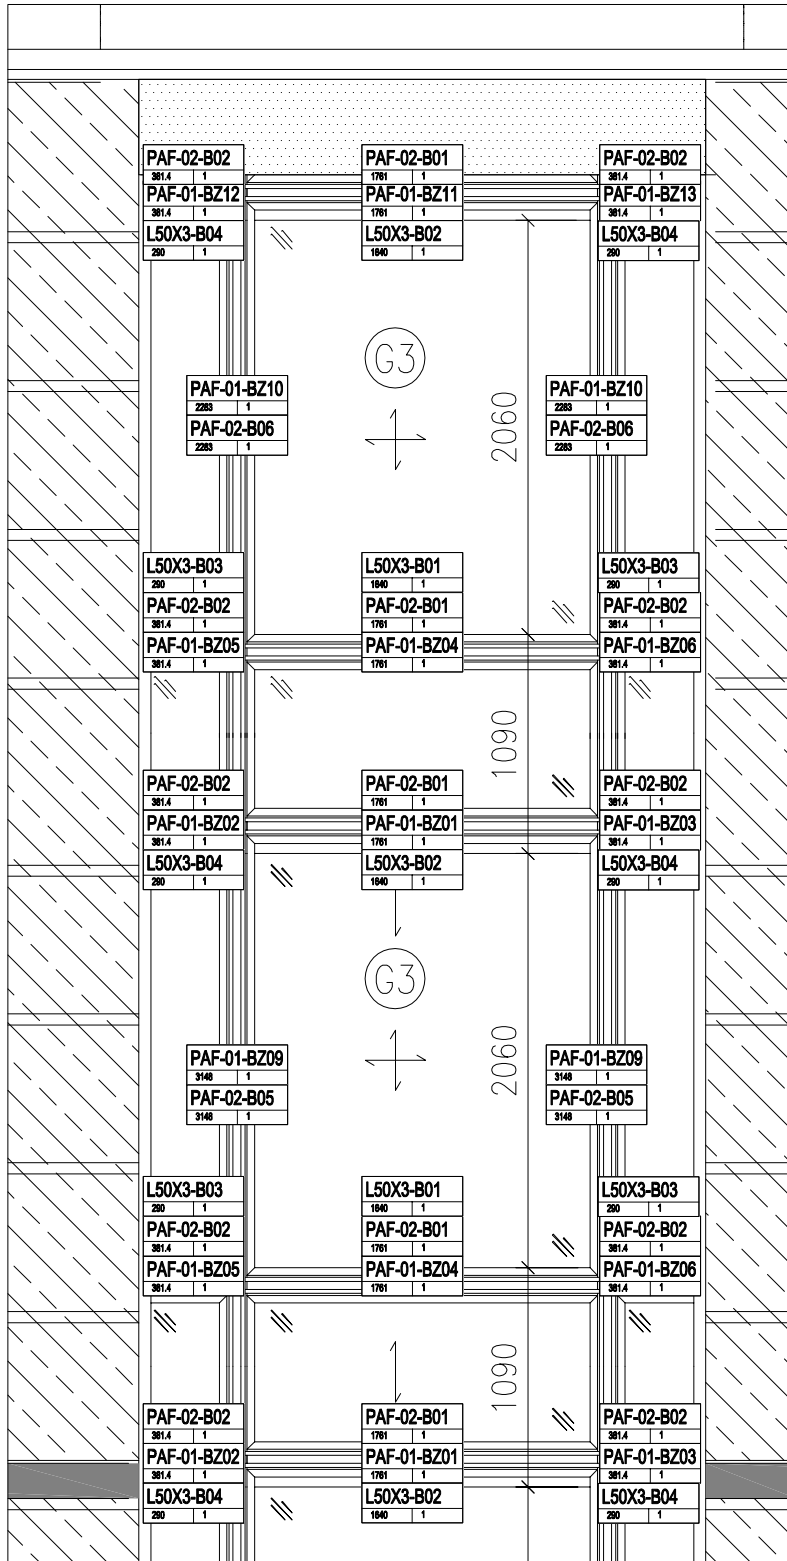 PAF-02-B02 PAF-02-B01 PAF-02-B02
381.4 1 1761 1 381.4 1
PAF-01-BZ12 PAF-01-BZ11 PAF-01-BZ13
381.4 1 1761 1 381.4 1
L50X3-B04 L50X3-B02 L50X3-B04
290 1 1640 1 290 1
G3
PAF-01-BZ10 2060 PAF-01-BZ10
2283 1 2283 1
PAF-02-B06 PAF-02-B06
2283 1 2283 1
L50X3-B03 L50X3-B01 L50X3-B03
290 1 1640 1 290 1
PAF-02-B02 PAF-02-B01 PAF-02-B02
381.4 1 1761 1 381.4 1
PAF-01-BZ05 PAF-01-BZ04 PAF-01-BZ06
381.4 1 1761 1 381.4 1
1090
PAF-02-B02 PAF-02-B01 PAF-02-B02
381.4 1 1761 1 381.4 1
PAF-01-BZ02 PAF-01-BZ01 PAF-01-BZ03
381.4 1 1761 1 381.4 1
L50X3-B04 L50X3-B02 L50X3-B04
290 1 1640 1 290 1
G3
PAF-01-BZ09 2060 PAF-01-BZ09
3148 1 3148 1
PAF-02-B05 PAF-02-B05
3148 1 3148 1
L50X3-B03 L50X3-B01 L50X3-B03
290 1 1640 1 290 1
PAF-02-B02 PAF-02-B01 PAF-02-B02
381.4 1 1761 1 381.4 1
PAF-01-BZ05 PAF-01-BZ04 PAF-01-BZ06
381.4 1 1761 1 381.4 1
1090
PAF-02-B02 PAF-02-B01 PAF-02-B02
381.4 1 1761 1 381.4 1
PAF-01-BZ02 PAF-01-BZ01 PAF-01-BZ03
381.4 1 1761 1 381.4 1
L50X3-B04 L50X3-B02 L50X3-B04
290 1 1640 1 290 1